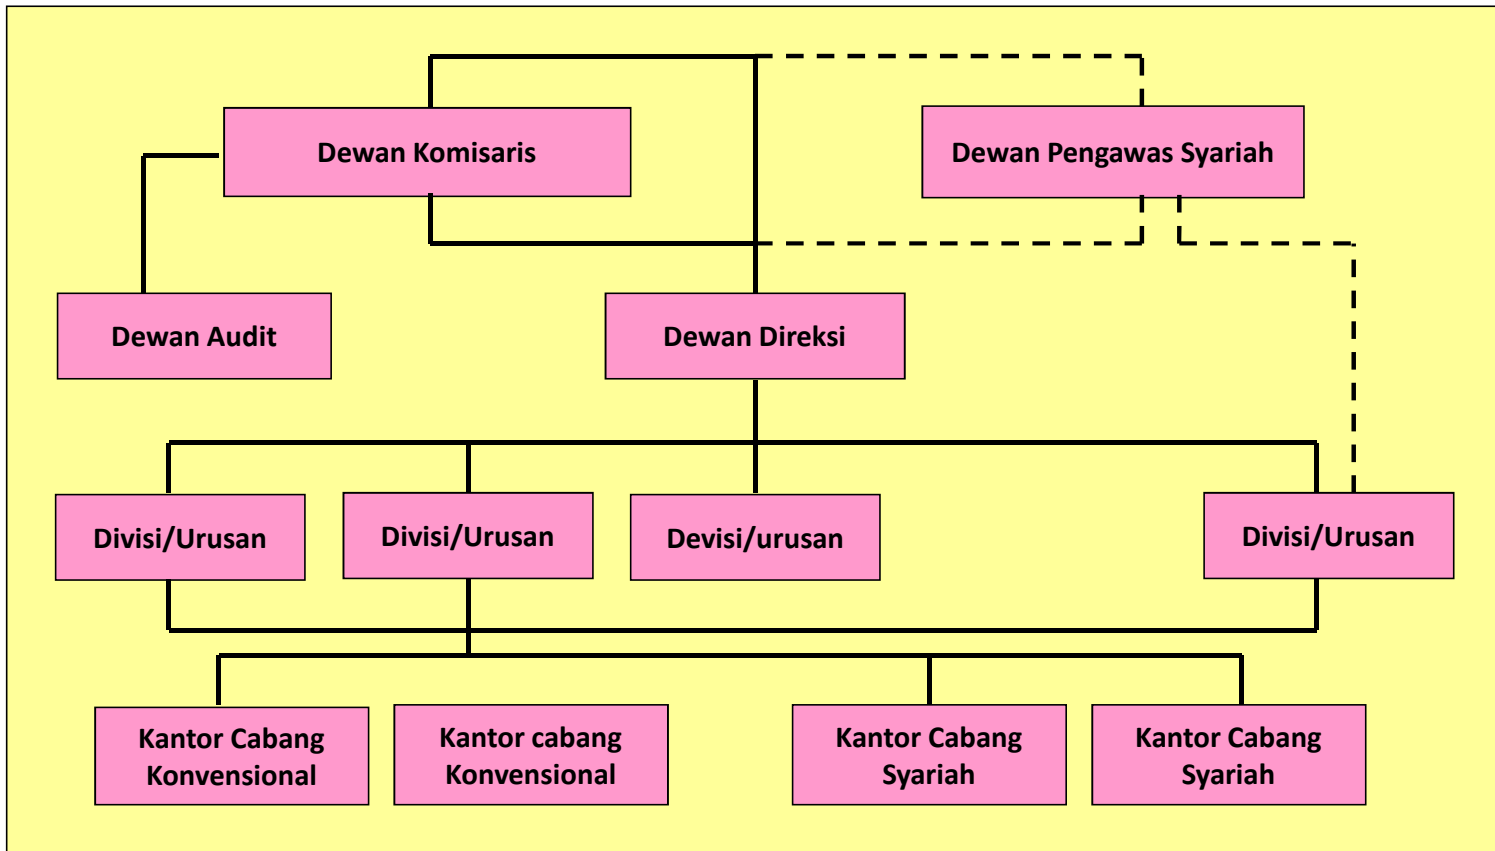 Dewan Komisaris
Dewan Pengawas Syariah
Dewan Audit
Dewan Direksi
Divisi/Urusan
Divisi/Urusan
Devisi/urusan
Divisi/Urusan
Kantor Cabang
Konvensional
Kantor cabang
Konvensional
Kantor Cabang
Syariah
Kantor Cabang
Syariah